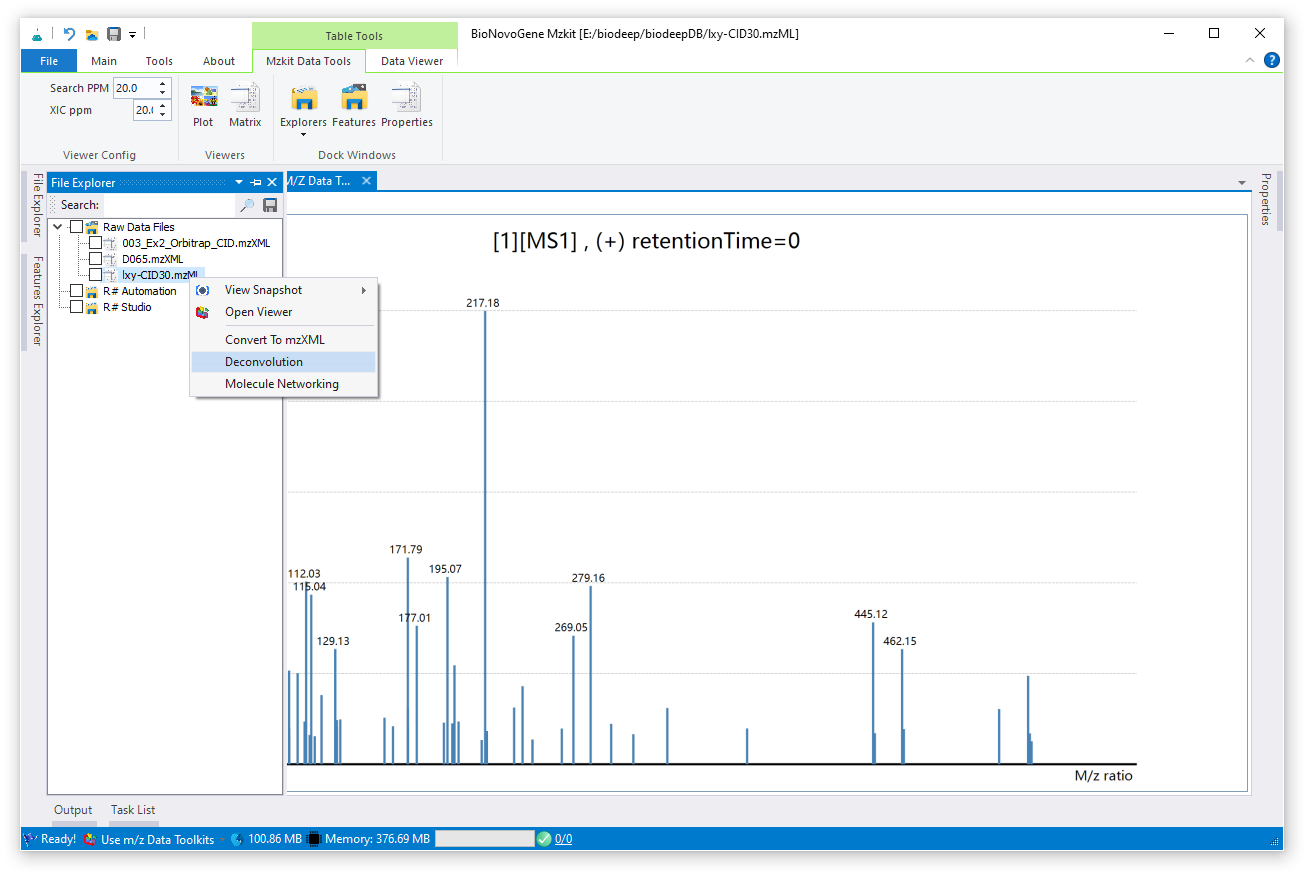 Table Tools
BioNovoGene Mzkit [E:/biodeep/biodeepDB/lxy-CID30.mzML]
File Main Tools About Mzkit Data Tools Data Viewer
?
Search PPM 20.0
XIC ppm 20.(
Plot Matrix Explorers Features Properties
Viewer Config Viewers Dock Windows
File Explorer
Features Explorer
File Explorer
M/Z Data T...
Properties
Search:
Raw Data Files
003_Ex2_Orbitrap_CID.mzXML
D065.mzXML
lxy-CID30.mzML
R# Automation
R# Studio
View Snapshot
Open Viewer
Convert To mzXML
Deconvolution
Molecule Networking
[1][MS1] , (+) retentionTime=0
217.18
171.79
195.07
112.03
115.04
279.16
177.01
129.13
269.05
445.12
462.15
M/z ratio
Output Task List
Ready! Use m/z Data Toolkits 100.86 MB Memory: 376.69 MB 0/0